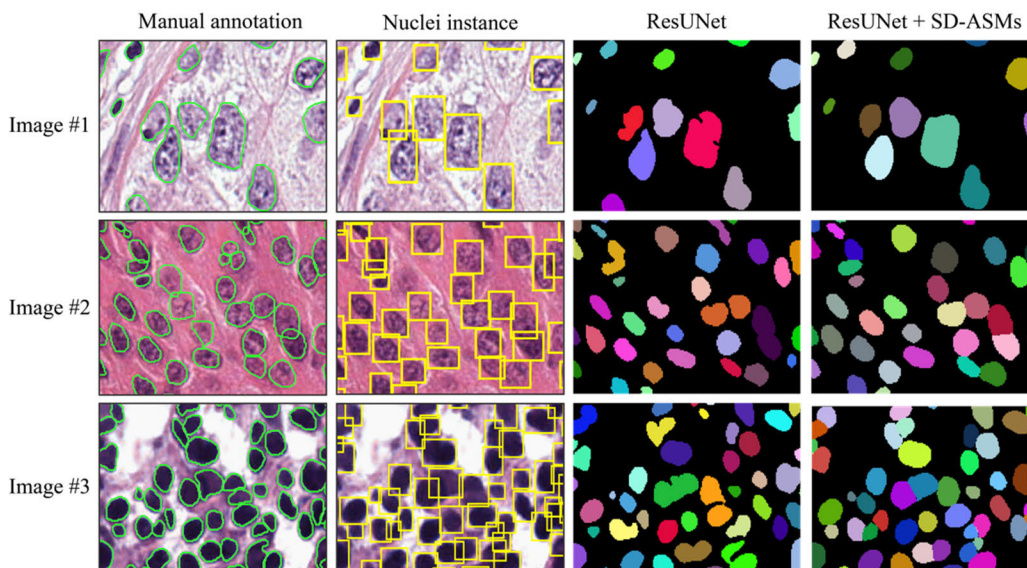 Manual annotation
Nuclei instance
ResUNet
ResUNet + SD-ASMs
Image #1
Image #2
Image #3